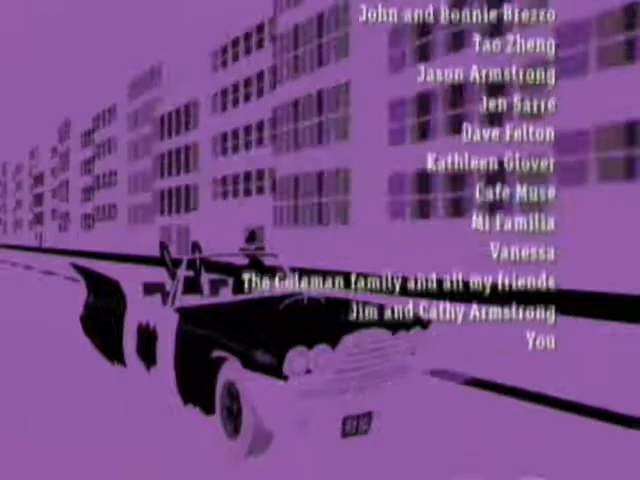 John and Bonnie Brezzo
Tao Zheng
Jason Armstrong
Jen Sarre
Dave Felton
Kathleen Glover
Cafe Muse
Mi Familia
Vanessa
The Coleman family and all my friends
Jim and Cathy Armstrong
You